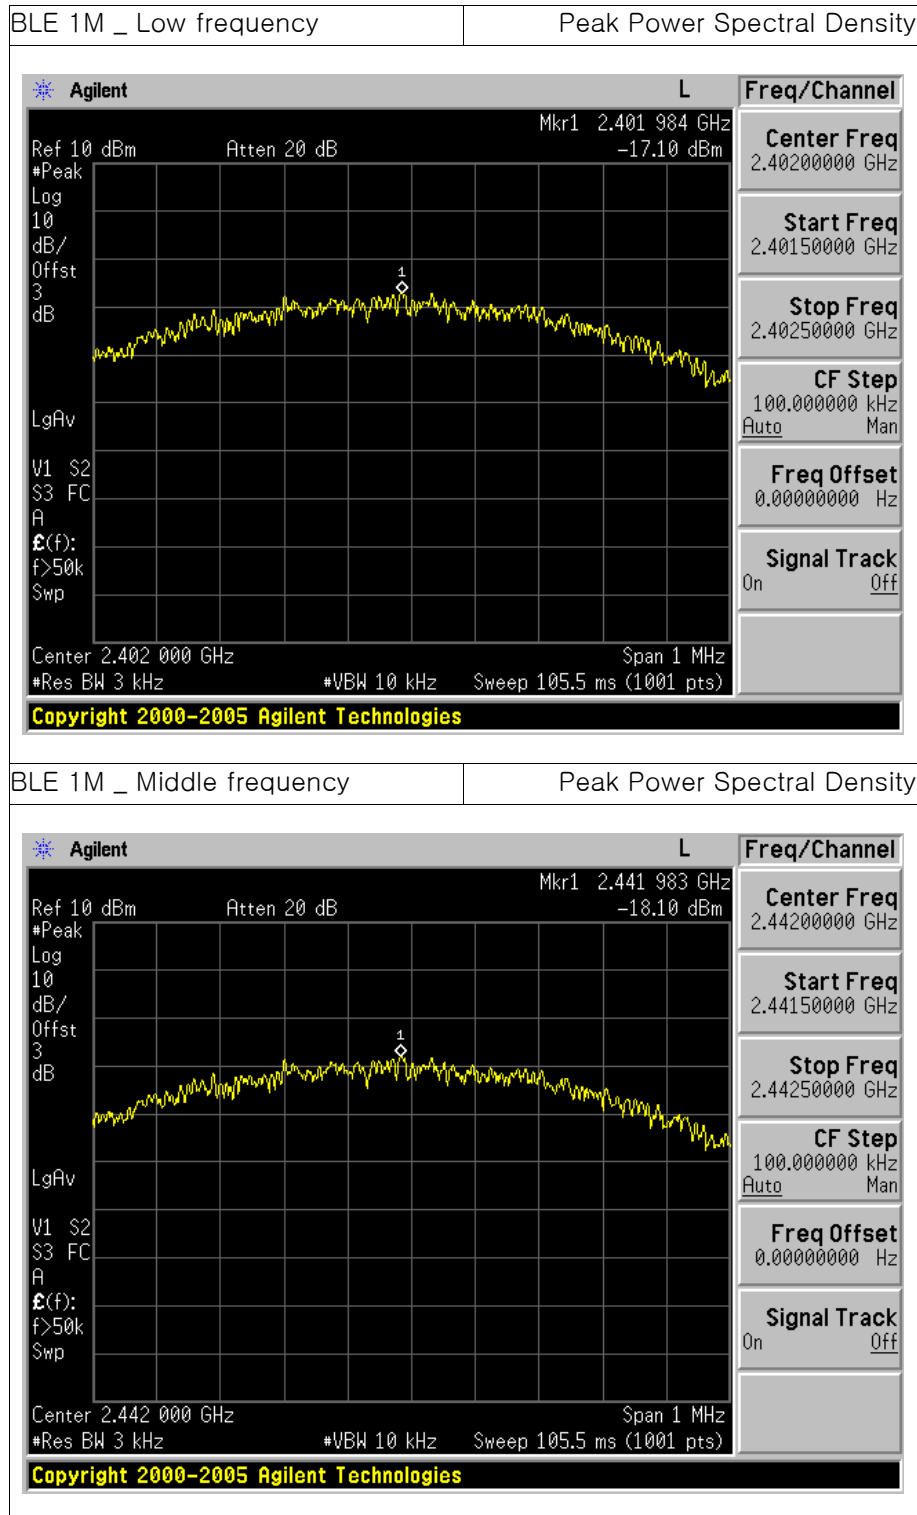 BLE 1M _ Low frequency Peak Power Spectral Density
Agilent L Freq/Channel
Mkr1 2.401 984 GHz
Ref 10 dBm Atten 20 dB -17.10 dBm
#Peak
Log
10
dB/
Offst
3
dB
1
LgAv
V1 S2
S3 FC
A
£(f):
f>50k
Swp
Center 2.402 000 GHz Span 1 MHz
#Res BW 3 kHz #VBW 10 kHz Sweep 105.5 ms (1001 pts)
Center Freq
2.40200000 GHz
Start Freq
2.40150000 GHz
Stop Freq
2.40250000 GHz
CF Step
100.000000 kHz
Auto Man
Freq Offset
0.00000000 Hz
Signal Track
On Off
Copyright 2000-2005 Agilent Technologies
BLE 1M _ Middle frequency Peak Power Spectral Density
Agilent L Freq/Channel
Mkr1 2.441 983 GHz
Ref 10 dBm Atten 20 dB -18.10 dBm
#Peak
Log
10
dB/
Offst
3
dB
1
LgAv
V1 S2
S3 FC
A
£(f):
f>50k
Swp
Center 2.442 000 GHz Span 1 MHz
#Res BW 3 kHz #VBW 10 kHz Sweep 105.5 ms (1001 pts)
Center Freq
2.44200000 GHz
Start Freq
2.44150000 GHz
Stop Freq
2.44250000 GHz
CF Step
100.000000 kHz
Auto Man
Freq Offset
0.00000000 Hz
Signal Track
On Off
Copyright 2000-2005 Agilent Technologies